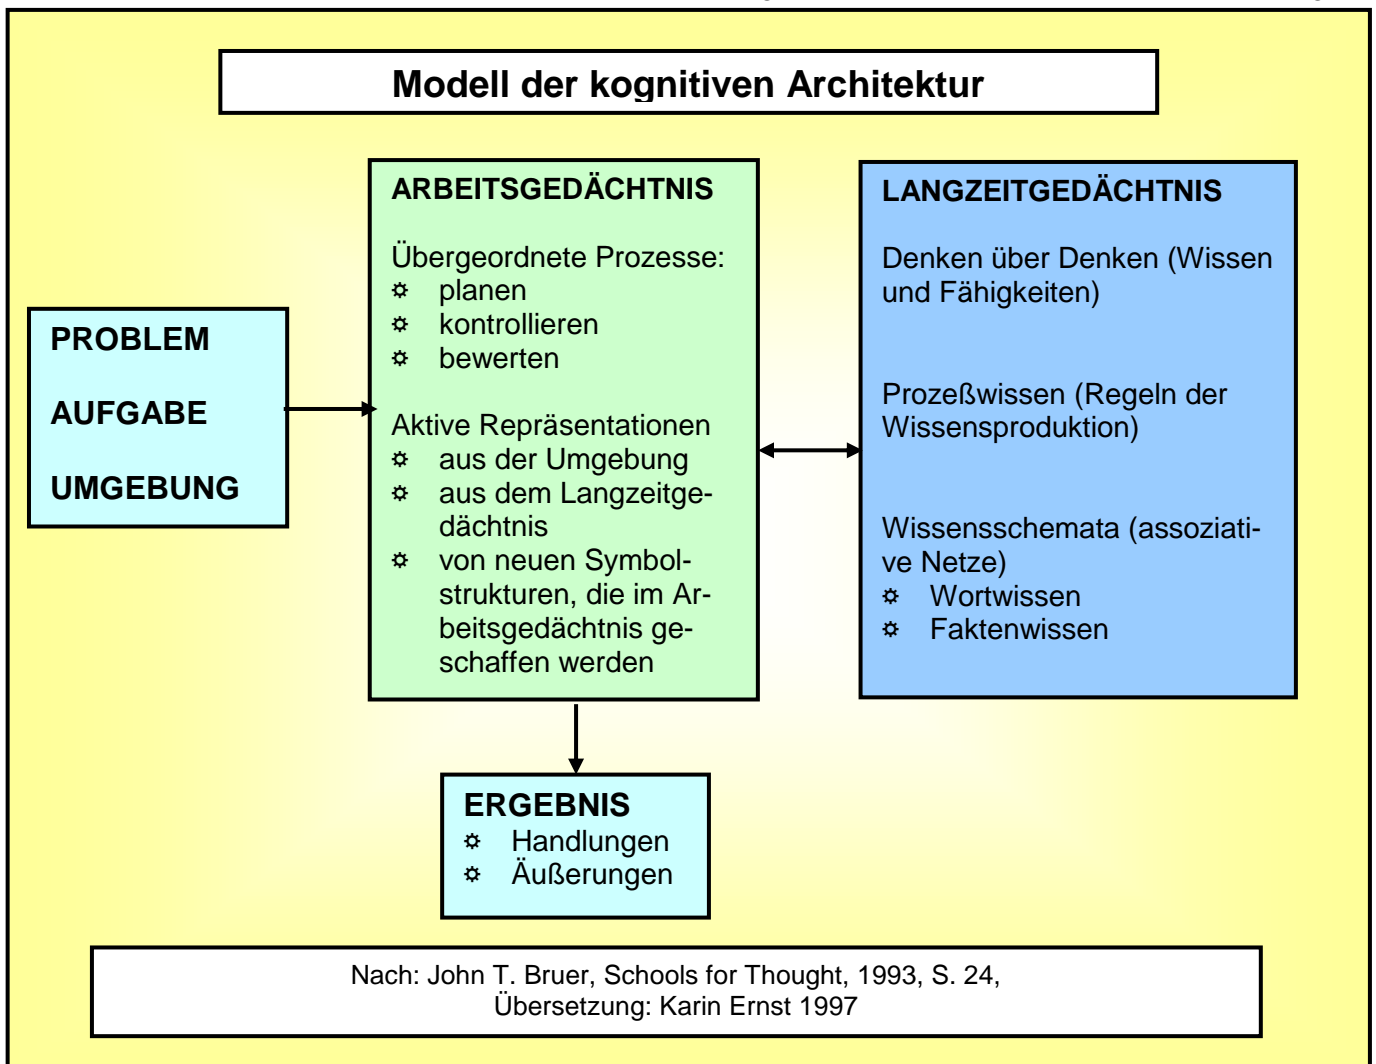 Modell der kognitiven Architektur
PROBLEM
AUFGABE
UMGEBUNG
ARBEITSGEDÄCHTNIS
Übergeordnete Prozesse:
planen
kontrollieren
bewerten
Aktive Repräsentationen
aus der Umgebung
aus dem Langzeitge-
dächtnis
von neuen Symbol-
strukturen, die im Ar-
beitsgedächtnis ge-
schaffen werden
LANGZEITGEDÄCHTNIS
Denken über Denken (Wissen
und Fähigkeiten)
Prozeßwissen (Regeln der
Wissensproduktion)
Wissensschemata (assoziati-
ve Netze)
Wortwissen
Faktenwissen
ERGEBNIS
Handlungen
Äußerungen
Nach: John T. Bruer, Schools for Thought, 1993, S. 24,
Übersetzung: Karin Ernst 1997